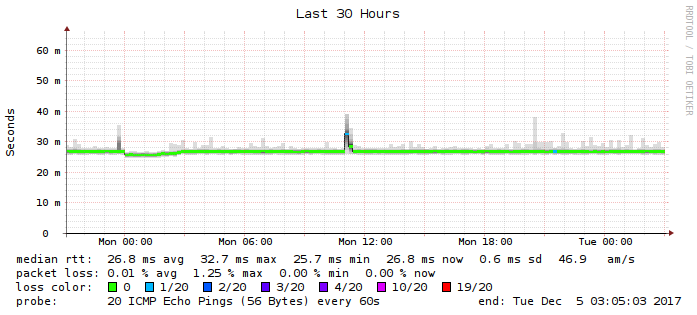 Last 30 Hours
RRDTOOL / TOBI OETIKER
Seconds
60 m
50 m
40 m
30 m
20 m
10 m
0
Mon 00:00 Mon 06:00 Mon 12:00 Mon 18:00 Tue 00:00
median rtt: 26.8 ms avg 32.7 ms max 25.7 ms min 26.8 ms now 0.6 ms sd 46.9 am/s
packet loss: 0.01 % avg 1.25 % max 0.00 % min 0.00 % now
loss color: 0 1/20 2/20 3/20 4/20 10/20 19/20
probe: 20 ICMP Echo Pings (56 Bytes) every 60s end: Tue Dec 5 03:05:03 2017